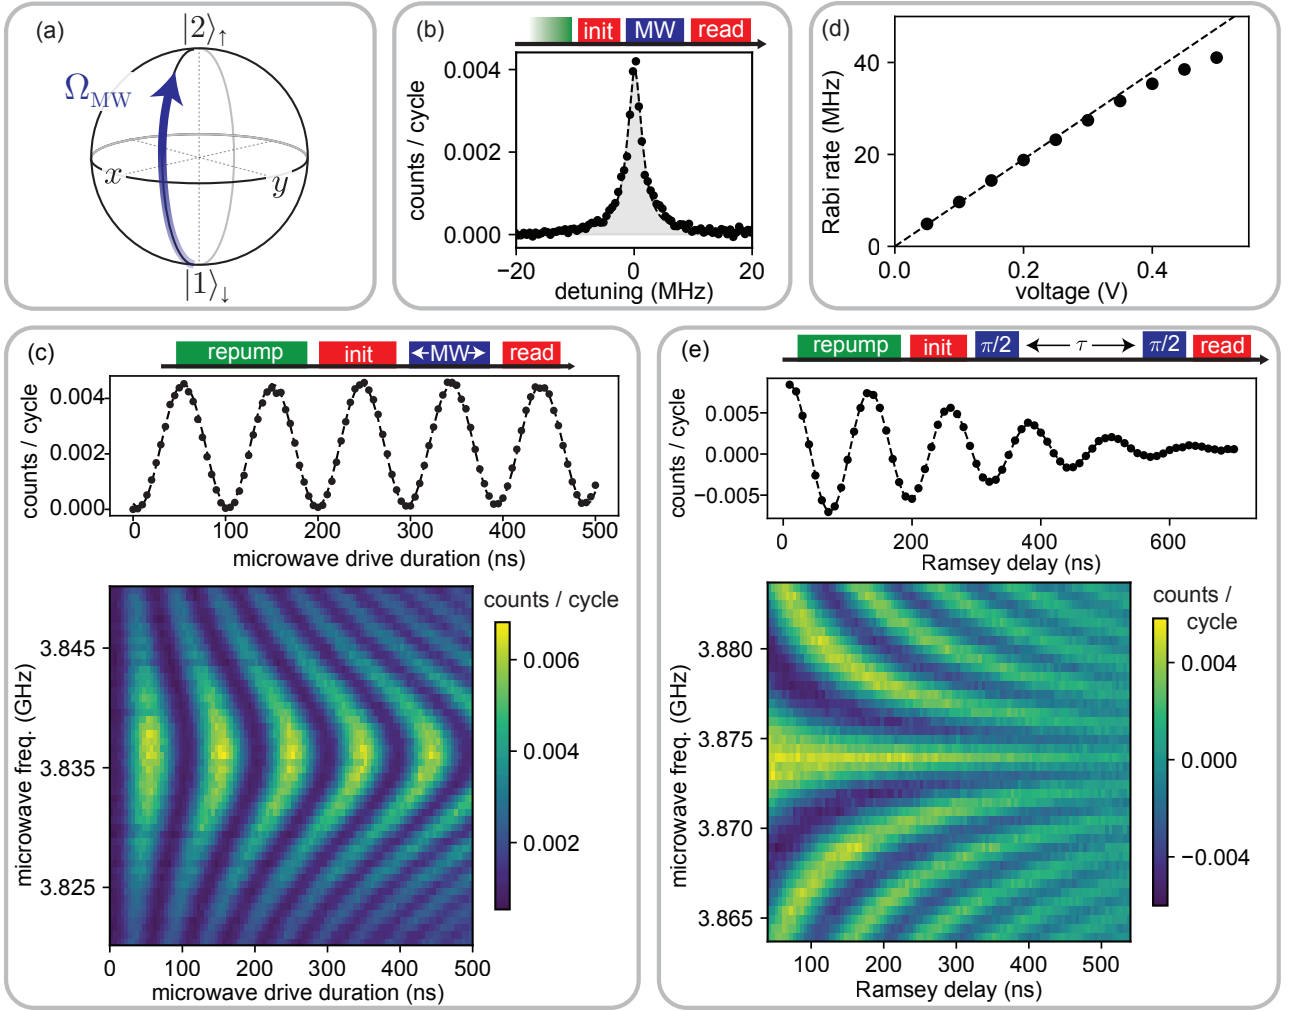 (a)
|2⟩↑
Ω_MW
x
y
|1⟩↓
(b)
init
MW
read
counts / cycle
0.004
0.002
0.000
−20
0
20
detuning (MHz)
(d)
Rabi rate (MHz)
40
20
0
0.0
0.2
0.4
voltage (V)
(c)
repump
init
MW
read
counts / cycle
0.004
0.002
0.000
0
100
200
300
400
500
microwave drive duration (ns)
microwave freq. (GHz)
3.845
3.835
3.825
0
100
200
300
400
500
microwave drive duration (ns)
counts / cycle
0.006
0.004
0.002
(e)
repump
init
π/2
τ
π/2
read
counts / cycle
0.005
0.000
−0.005
0
200
400
600
Ramsey delay (ns)
microwave freq. (GHz)
3.880
3.875
3.870
3.865
100
200
300
400
500
Ramsey delay (ns)
counts /
cycle
0.004
0.000
−0.004